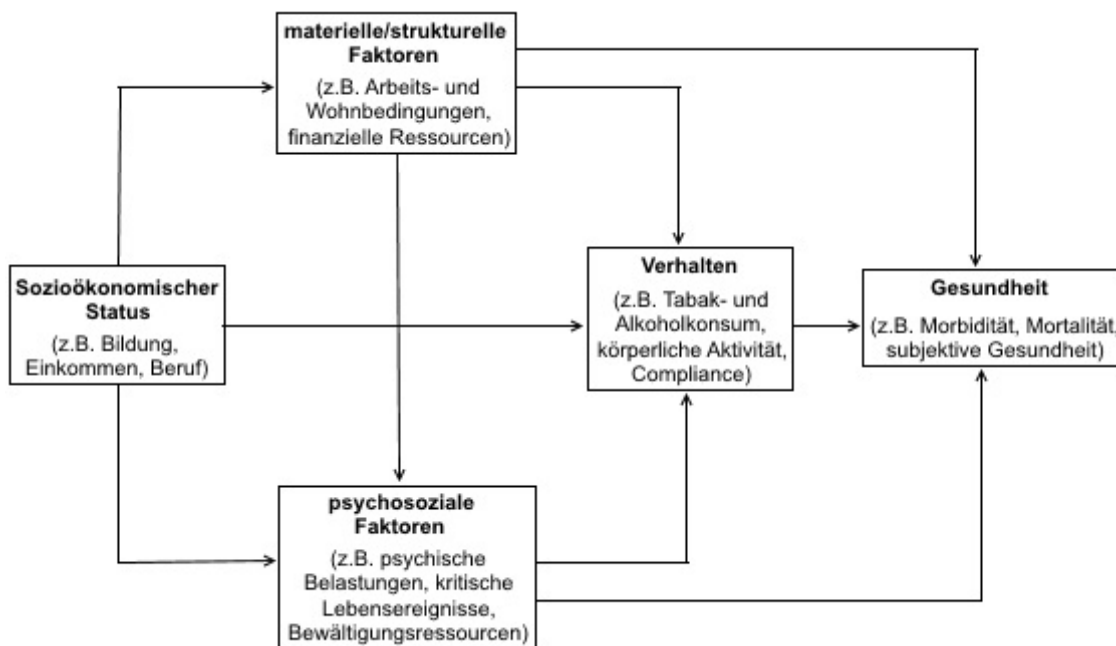 materielle/strukturelle
Faktoren
(z.B. Arbeits- und
Wohnbedingungen,
finanzielle Ressourcen)
Sozioökonomischer
Status
(z.B. Bildung,
Einkommen, Beruf)
Verhalten
(z.B. Tabak- und
Alkoholkonsum,
körperliche Aktivität,
Compliance)
Gesundheit
(z.B. Morbidität, Mortalität,
subjektive Gesundheit)
psychosoziale
Faktoren
(z.B. psychische
Belastungen, kritische
Lebensereignisse,
Bewältigungsressourcen)